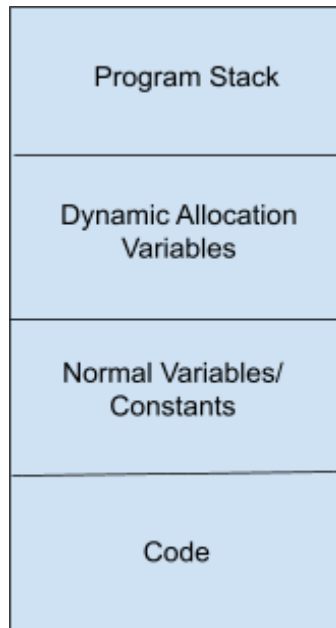 Program Stack
Dynamic Allocation
Variables
Normal Variables/
Constants
Code